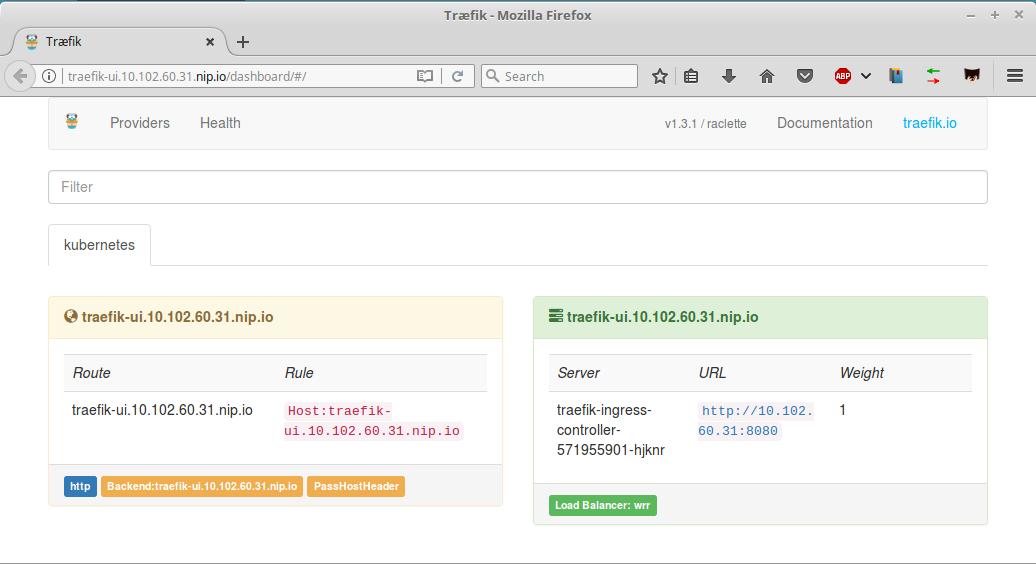 Træfik - Mozilla Firefox
Træfik
traefik-ui.10.102.60.31.nip.io/dashboard/#/
Search
ABP
Providers
Health
v1.3.1 / raclette
Documentation
traefik.io
Filter
kubernetes
traefik-ui.10.102.60.31.nip.io
Route
Rule
traefik-ui.10.102.60.31.nip.io
Host:traefik-
ui.10.102.60.31.nip.io
http
Backend:traefik-ui.10.102.60.31.nip.io
PassHostHeader
traefik-ui.10.102.60.31.nip.io
Server
URL
Weight
traefik-ingress-
controller-
571955901-hjknr
http://10.102.
60.31:8080
1
Load Balancer: wrr